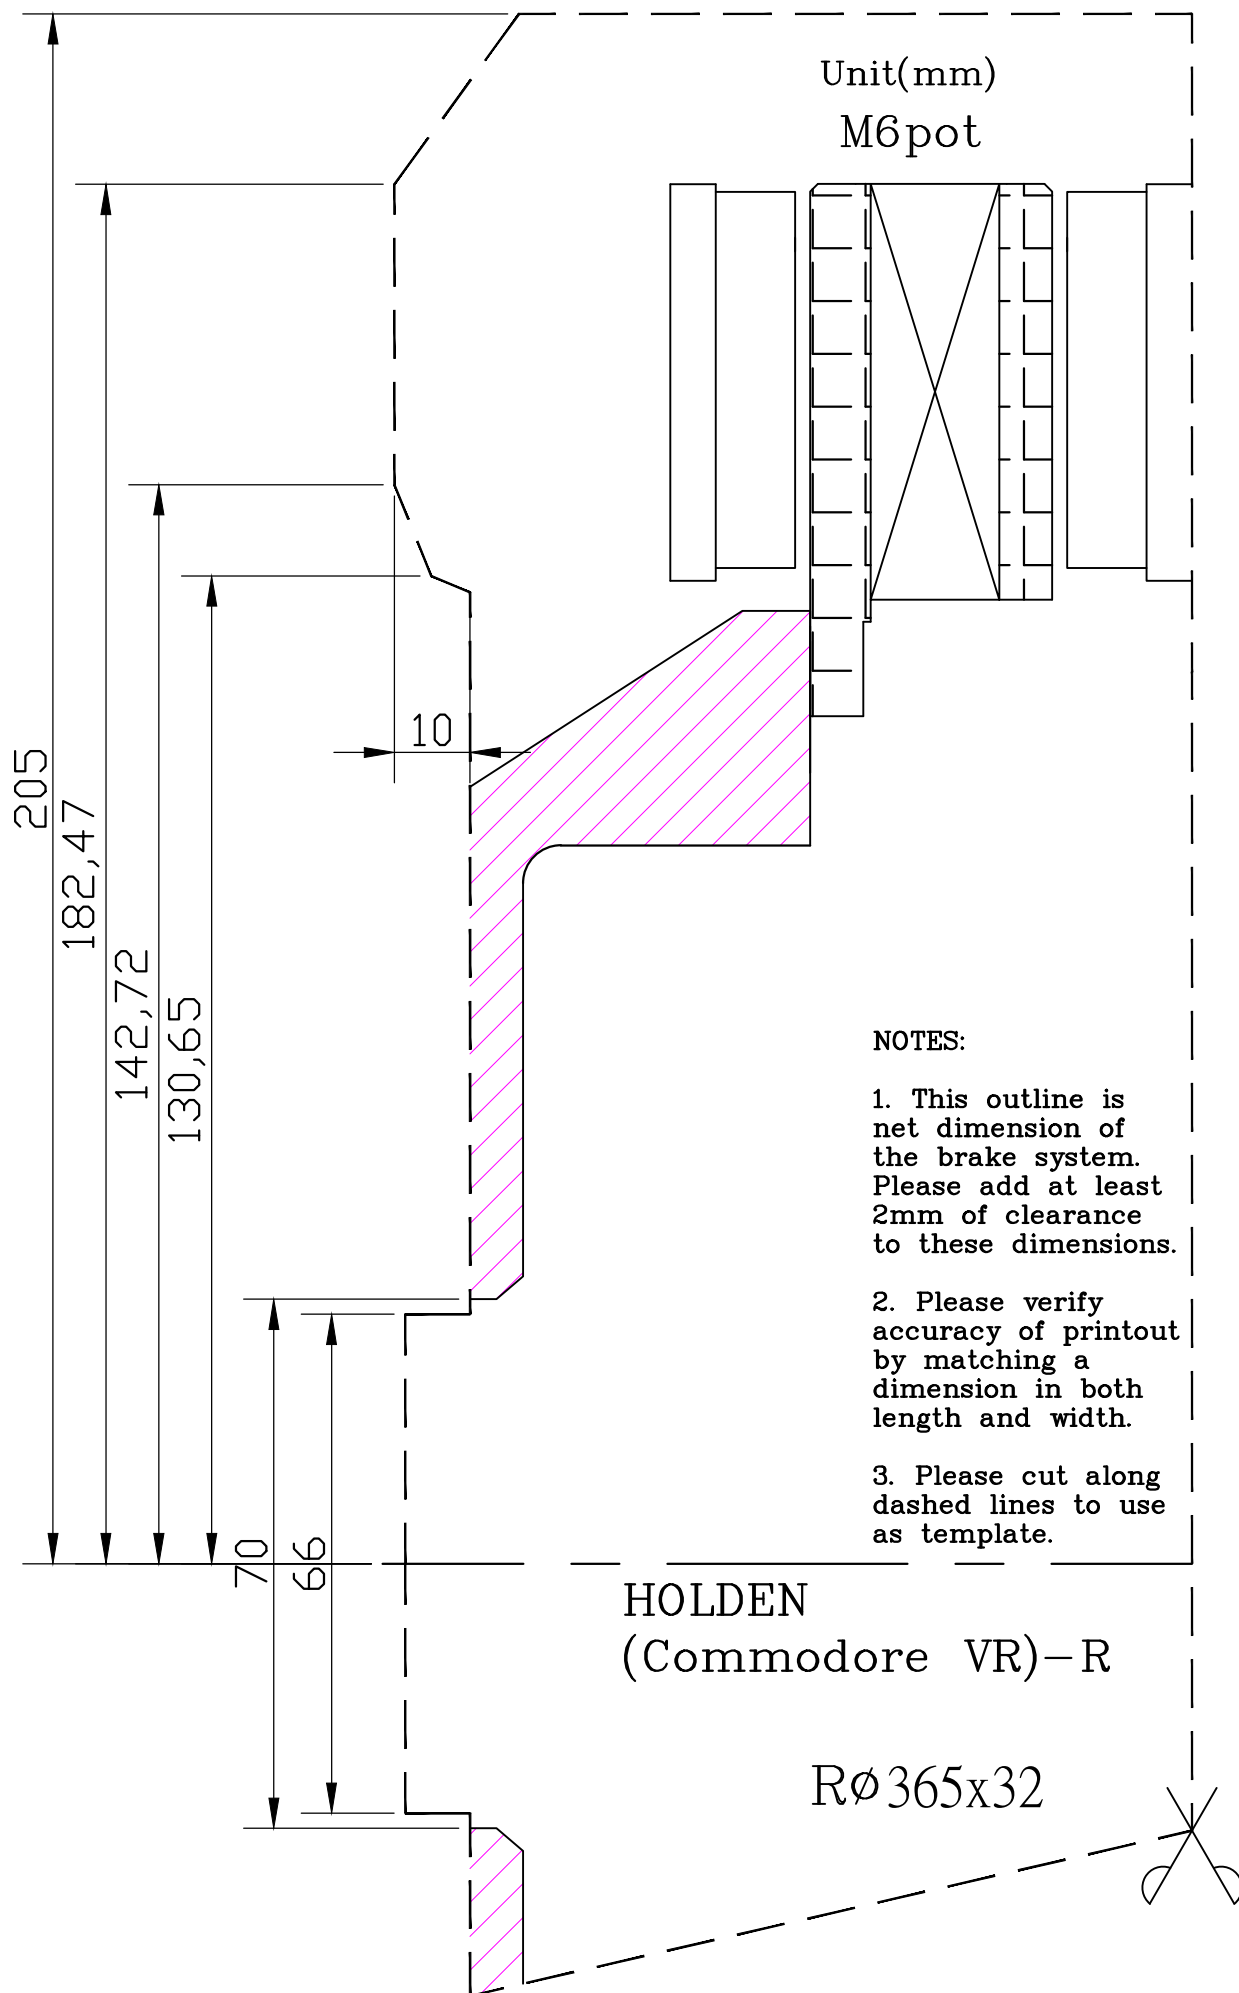 Unit(mm)
M6pot
10
205
182,47
142,72
130,65
NOTES:
1. This outline is
net dimension of
the brake system.
Please add at least
2mm of clearance
to these dimensions.
2. Please verify
accuracy of printout
by matching a
dimension in both
length and width.
3. Please cut along
dashed lines to use
as template.
70
66
HOLDEN
(Commodore VR)-R
RØ365x32